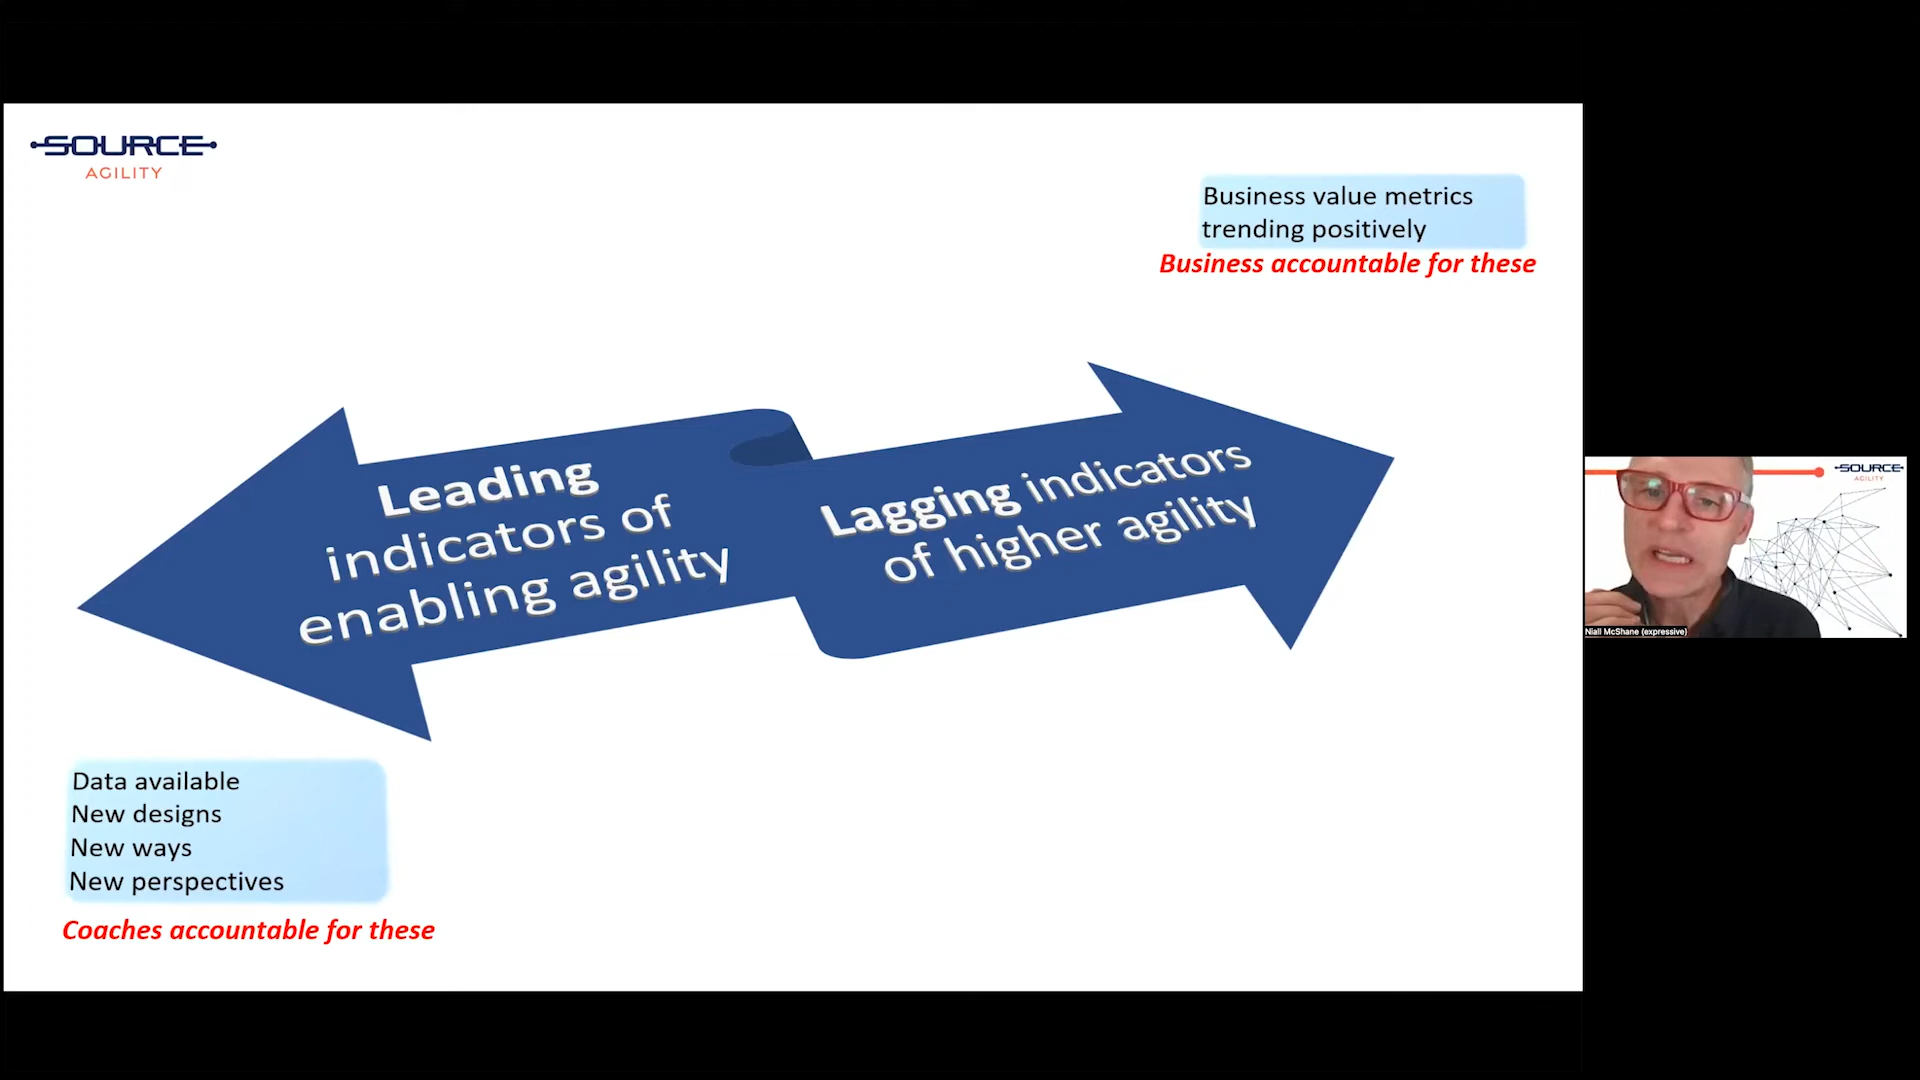 SOURCE
AGILITY
Business value metrics
trending positively
Business accountable for these
Leading
indicators of
enabling agility
Lagging indicators
of higher agility
Data available
New designs
New ways
New perspectives
Coaches accountable for these
SOURCE
AGILITY
Niall McShane (expressive)